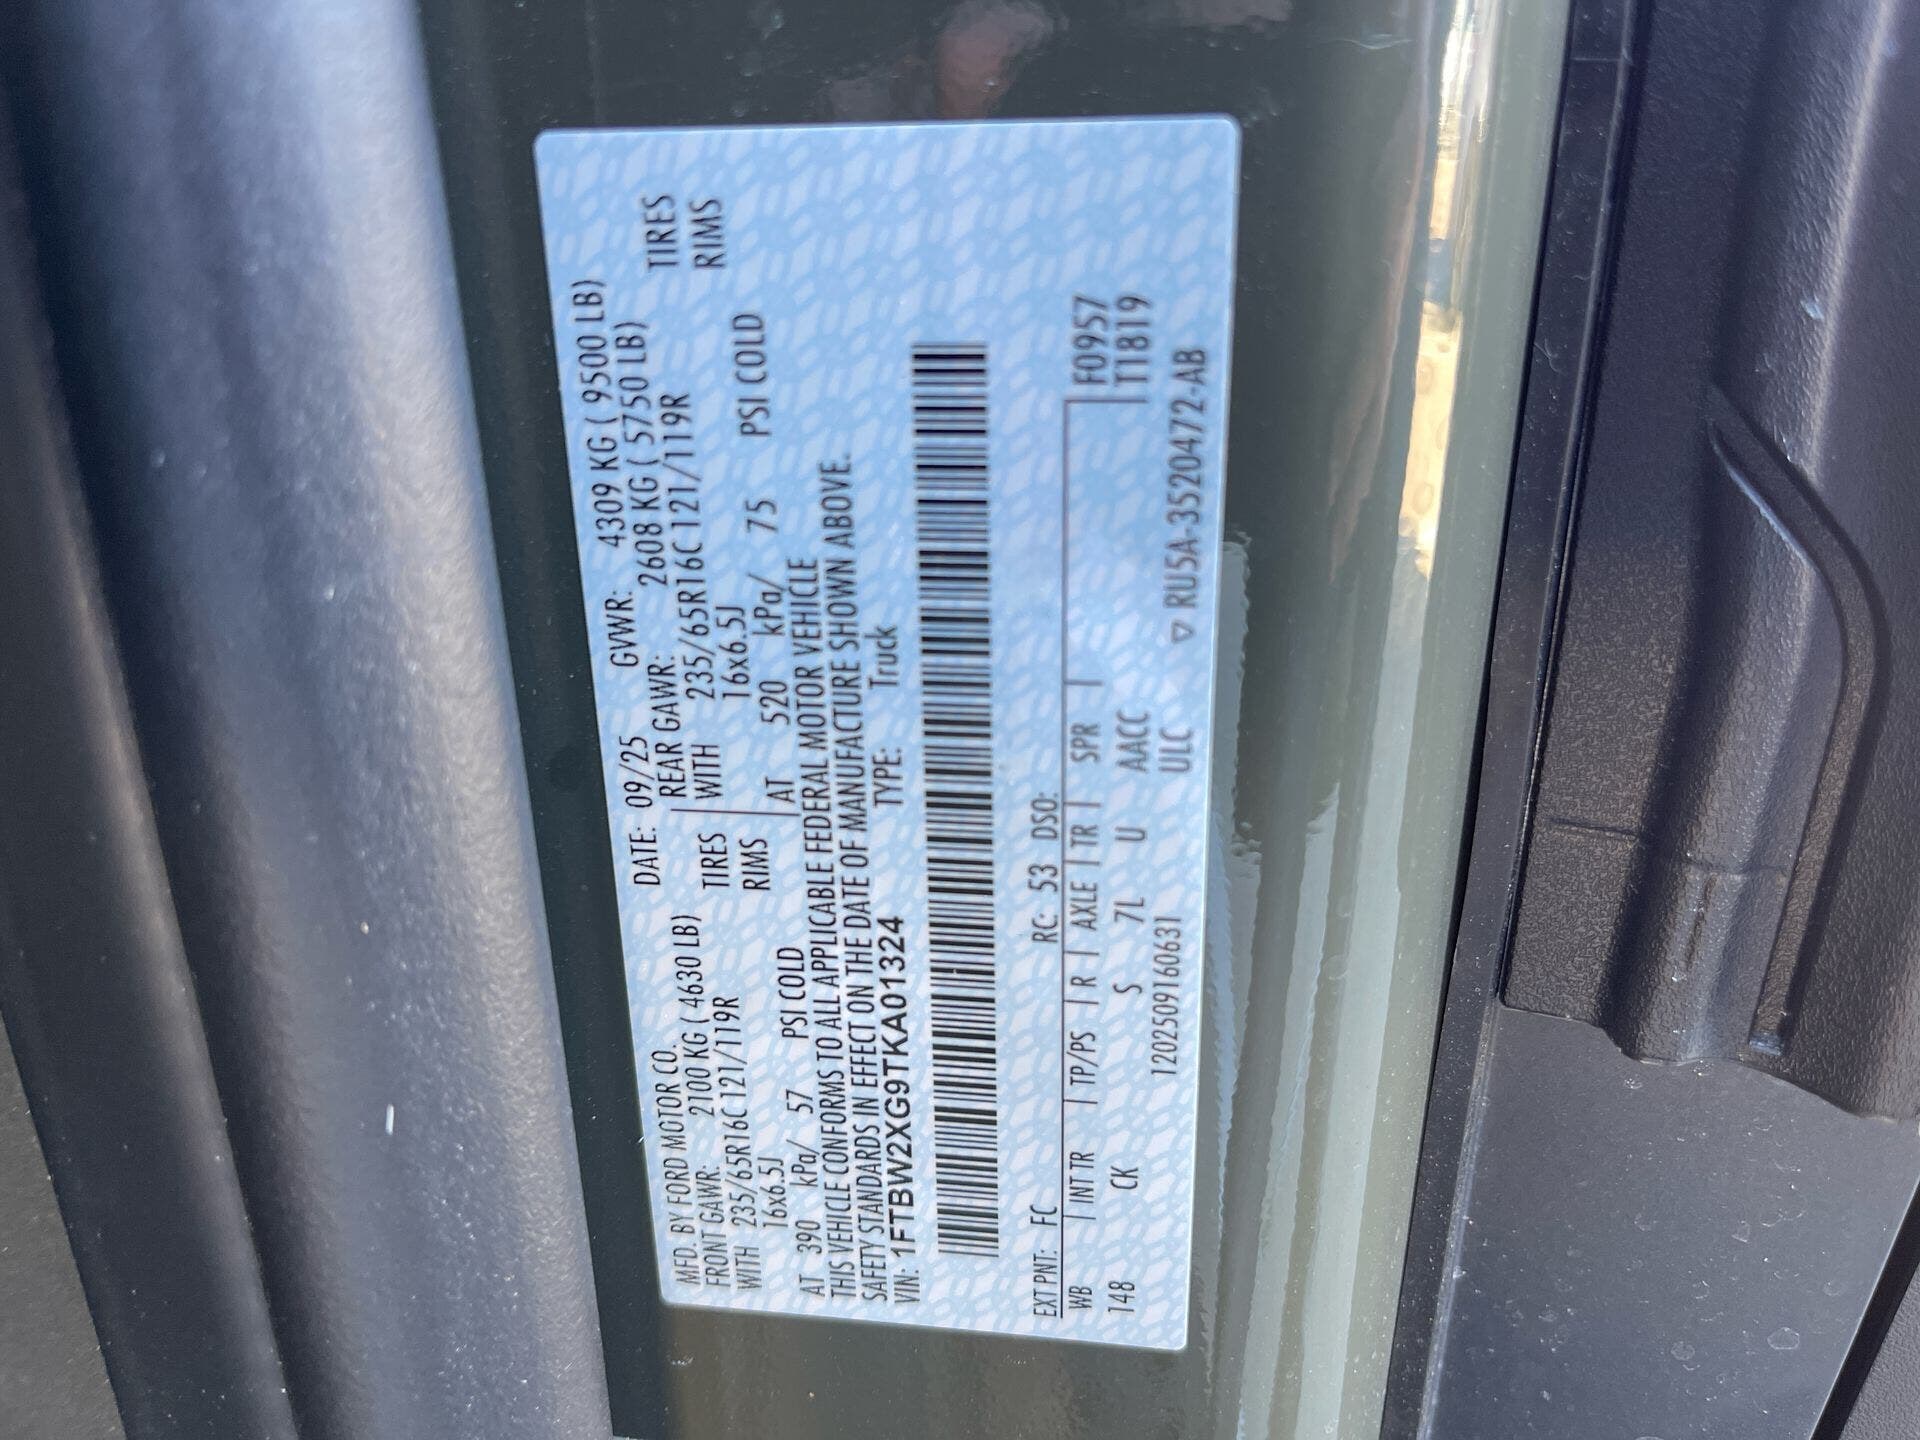 MFD. BY FORD MOTOR CO.
DATE: 09/25 GVWR: 4309 KG ( 9500 LB)
FRONT GAWR: 2100 KG ( 4630 LB) REAR GAWR: 2608 KG ( 5750 LB)
WITH 235/65R16C 121/119R TIRES WITH 235/65R16C 121/119R TIRES
16x6.5J RIMS 16x6.5J RIMS
AT 390 kPa/ 57 PSI COLD AT 520 kPa/ 75 PSI COLD
THIS VEHICLE CONFORMS TO ALL APPLICABLE FEDERAL MOTOR VEHICLE
SAFETY STANDARDS IN EFFECT ON THE DATE OF MANUFACTURE SHOWN ABOVE.
VIN: 1FTBW2XG9TKA01324 TYPE: Truck
EXT PNT: FC RC: 53 DSO:
WB | INT TR | TP/PS | R | AXLE | TR | SPR | F0957
148 CK S 7L U AACC T1819
120250916063​1 ULC ▽ RU5A-3520472-AB